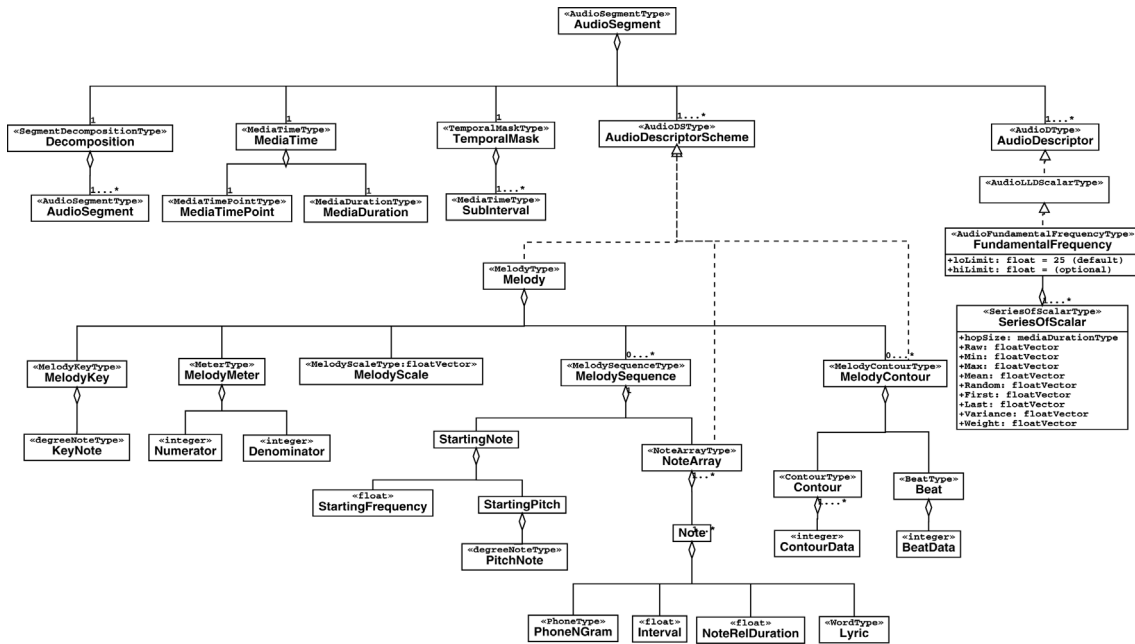 «AudioSegmentType»
AudioSegment
1
1
1
1...*
1...*
«SegmentDecompositionType»
Decomposition
«MediaTimeType»
MediaTime
«TemporalMaskType»
TemporalMask
«AudioDSType»
AudioDescriptorScheme
«AudioDType»
AudioDescriptor
1...*
1
1
1...*
«AudioSegmentType»
AudioSegment
«MediaTimePointType»
MediaTimePoint
«MediaDurationType»
MediaDuration
«MediaTimeType»
SubInterval
«AudioLLDScalarType»
«AudioFundamentalFrequencyType»
FundamentalFrequency
+loLimit: float = 25 (default)
+hiLimit: float = (optional)
1...*
«SeriesOfScalarType»
SeriesOfScalar
+hopSize: mediaDurationType
+Raw: floatVector
+Min: floatVector
+Max: floatVector
+Mean: floatVector
+Random: floatVector
+First: floatVector
+Last: floatVector
+Variance: floatVector
+Weight: floatVector
«MelodyType»
Melody
0...*
0...*
«MelodyKeyType»
MelodyKey
«MeterType»
MelodyMeter
«MelodyScaleType:floatVector»
MelodyScale
«MelodySequenceType»
MelodySequence
1
«MelodyContourType»
MelodyContour
«degreeNoteType»
KeyNote
«integer»
Numerator
«integer»
Denominator
StartingNote
«NoteArrayType»
NoteArray
1...*
«ContourType»
Contour
1...*
«BeatType»
Beat
«float»
StartingFrequency
StartingPitch
«degreeNoteType»
PitchNote
Note
«integer»
ContourData
«integer»
BeatData
«PhoneType»
PhoneNGram
«float»
Interval
«float»
NoteRelDuration
«WordType»
Lyric